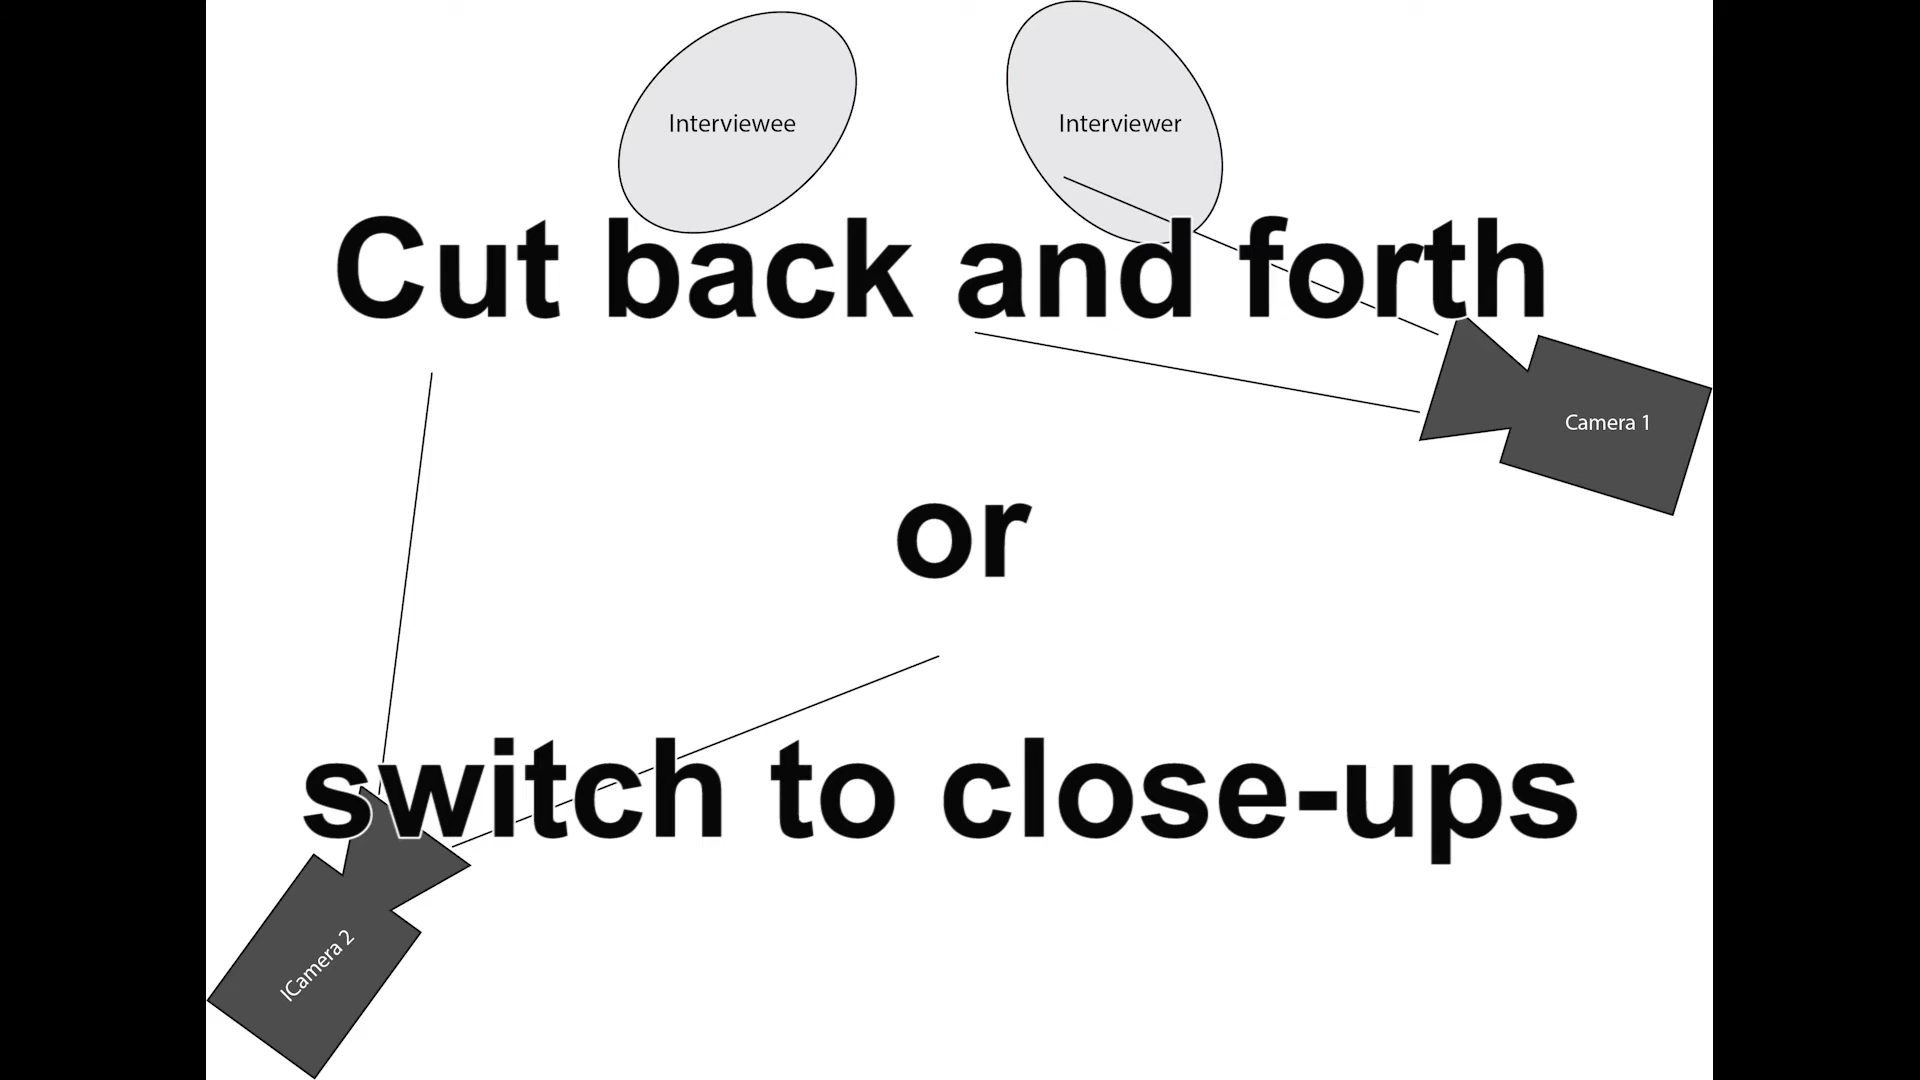 Interviewee
Interviewer
Cut back and forth
Camera 1
or
switch to close-ups
ICamera 2